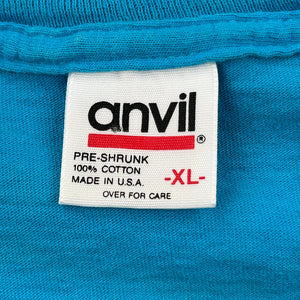 anvil®
PRE-SHRUNK
100% COTTON
MADE IN U.S.A. -XL-
OVER FOR CARE